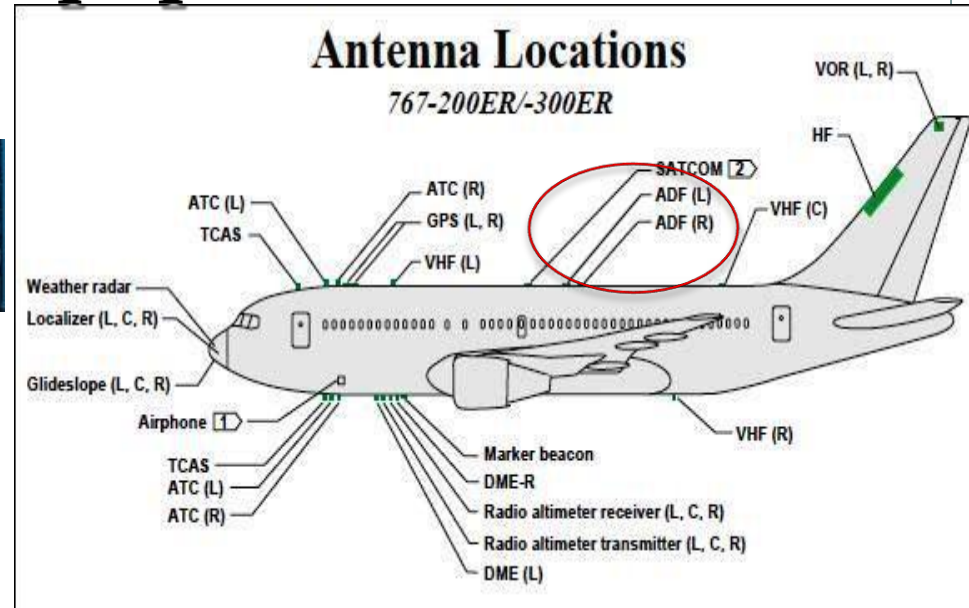 Antenna Locations
767-200ER/-300ER
VOR (L, R)
HF
SATCOM 2
ADF (L)
ADF (R)
VHF (C)
ATC (R)
GPS (L, R)
VHF (L)
ATC (L)
TCAS
Weather radar
Localizer (L, C, R)
Glideslope (L, C, R)
Airphone 1
TCAS
ATC (L)
ATC (R)
VHF (R)
Marker beacon
DME-R
Radio altimeter receiver (L, C, R)
Radio altimeter transmitter (L, C, R)
DME (L)